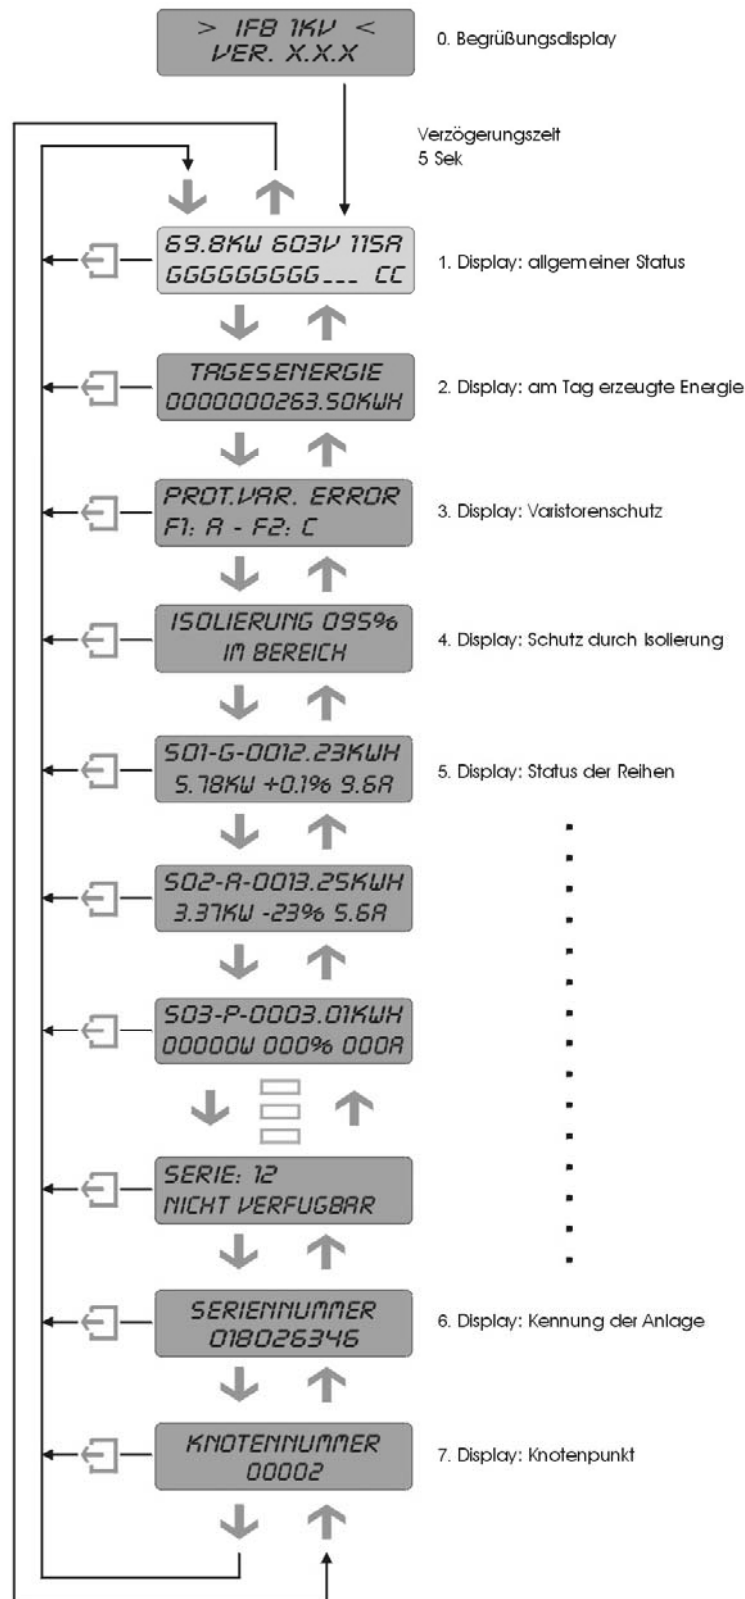 > IFB 1KV <
VER. X.X.X
0. Begrüßungsdisplay
Verzögerungszeit
5 Sek
69.8KW 603V 115A
GGGGGGGGG___ CC
1. Display: allgemeiner Status
TAGESENERGIE
0000000263.50KWH
2. Display: am Tag erzeugte Energie
PROT.VAR. ERROR
F1: A - F2: C
3. Display: Varistorenschutz
ISOLIERUNG 095%
IM BEREICH
4. Display: Schutz durch Isolierung
S01-G-0012.23KWH
5.78KW +0.1% 9.6A
5. Display: Status der Reihen
S02-A-0013.25KWH
3.37KW -23% 5.6A
S03-P-0003.01KWH
00000W 000% 000A
SERIE: 12
NICHT VERFUGBAR
SERIENNUMMER
018026346
6. Display: Kennung der Anlage
KNOTENNUMMER
00002
7. Display: Knotenpunkt